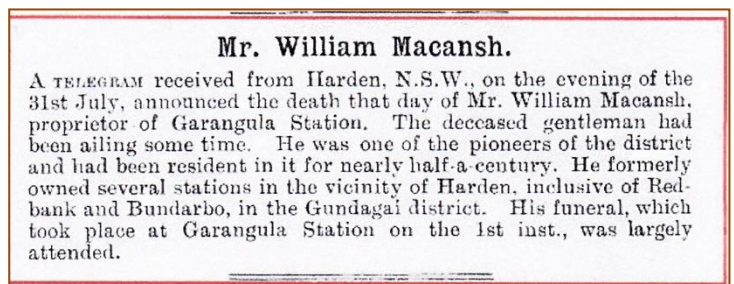 Mr. William Macansh.
A TELEGRAM received from Harden, N.S.W., on the evening of the
31st July, announced the death that day of Mr. William Macansh,
proprietor of Garangula Station. The deceased gentleman had
been ailing some time. He was one of the pioneers of the district
and had been resident in it for nearly half-a-century. He formerly
owned several stations in the vicinity of Harden, inclusive of Red-
bank and Bundarbo, in the Gundagai district. His funeral, which
took place at Garangula Station on the 1st inst., was largely
attended.